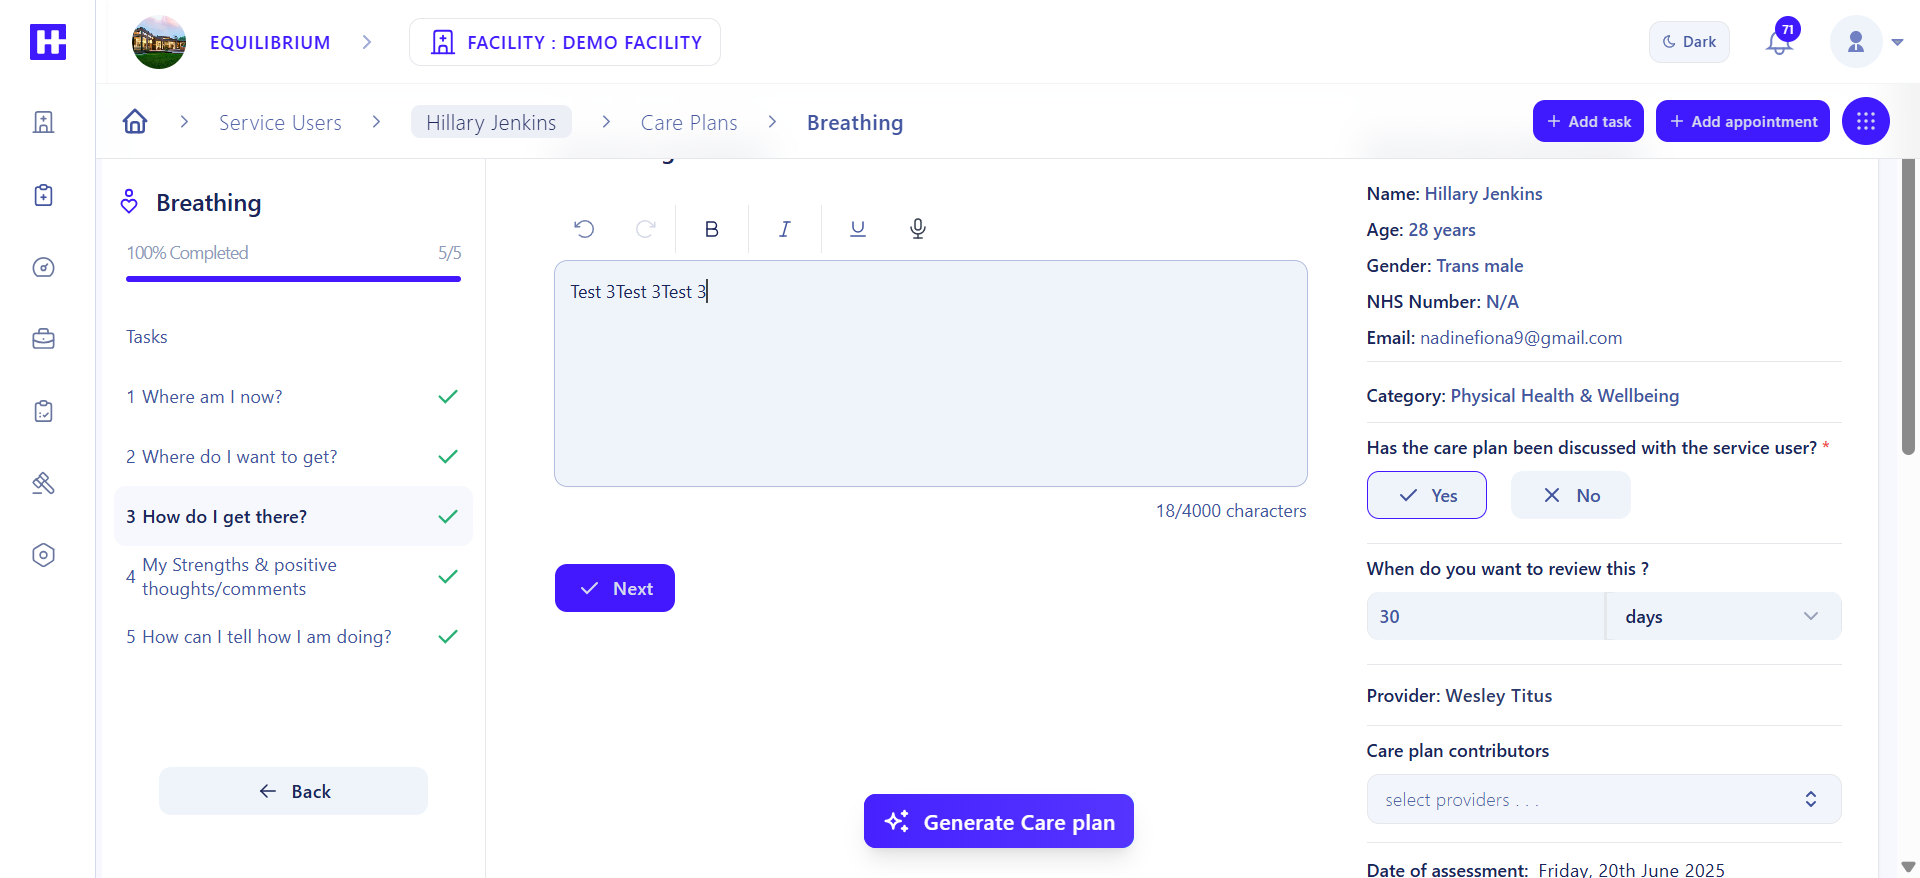 EQUILIBRIUM
FACILITY : DEMO FACILITY
Dark
71
Service Users
Hillary Jenkins
Care Plans
Breathing
+ Add task
+ Add appointment
Breathing
100% Completed
5/5
Tasks
1 Where am I now?
2 Where do I want to get?
3 How do I get there?
4 My Strengths & positive
thoughts/comments
5 How can I tell how I am doing?
Back
B
I
U
Test 3Test 3Test 3
18/4000 characters
Next
Generate Care plan
Name: Hillary Jenkins
Age: 28 years
Gender: Trans male
NHS Number: N/A
Email: nadinefiona9@gmail.com
Category: Physical Health & Wellbeing
Has the care plan been discussed with the service user? *
Yes
No
When do you want to review this ?
30
days
Provider: Wesley Titus
Care plan contributors
select providers . . .
Date of assessment: Friday, 20th June 2025